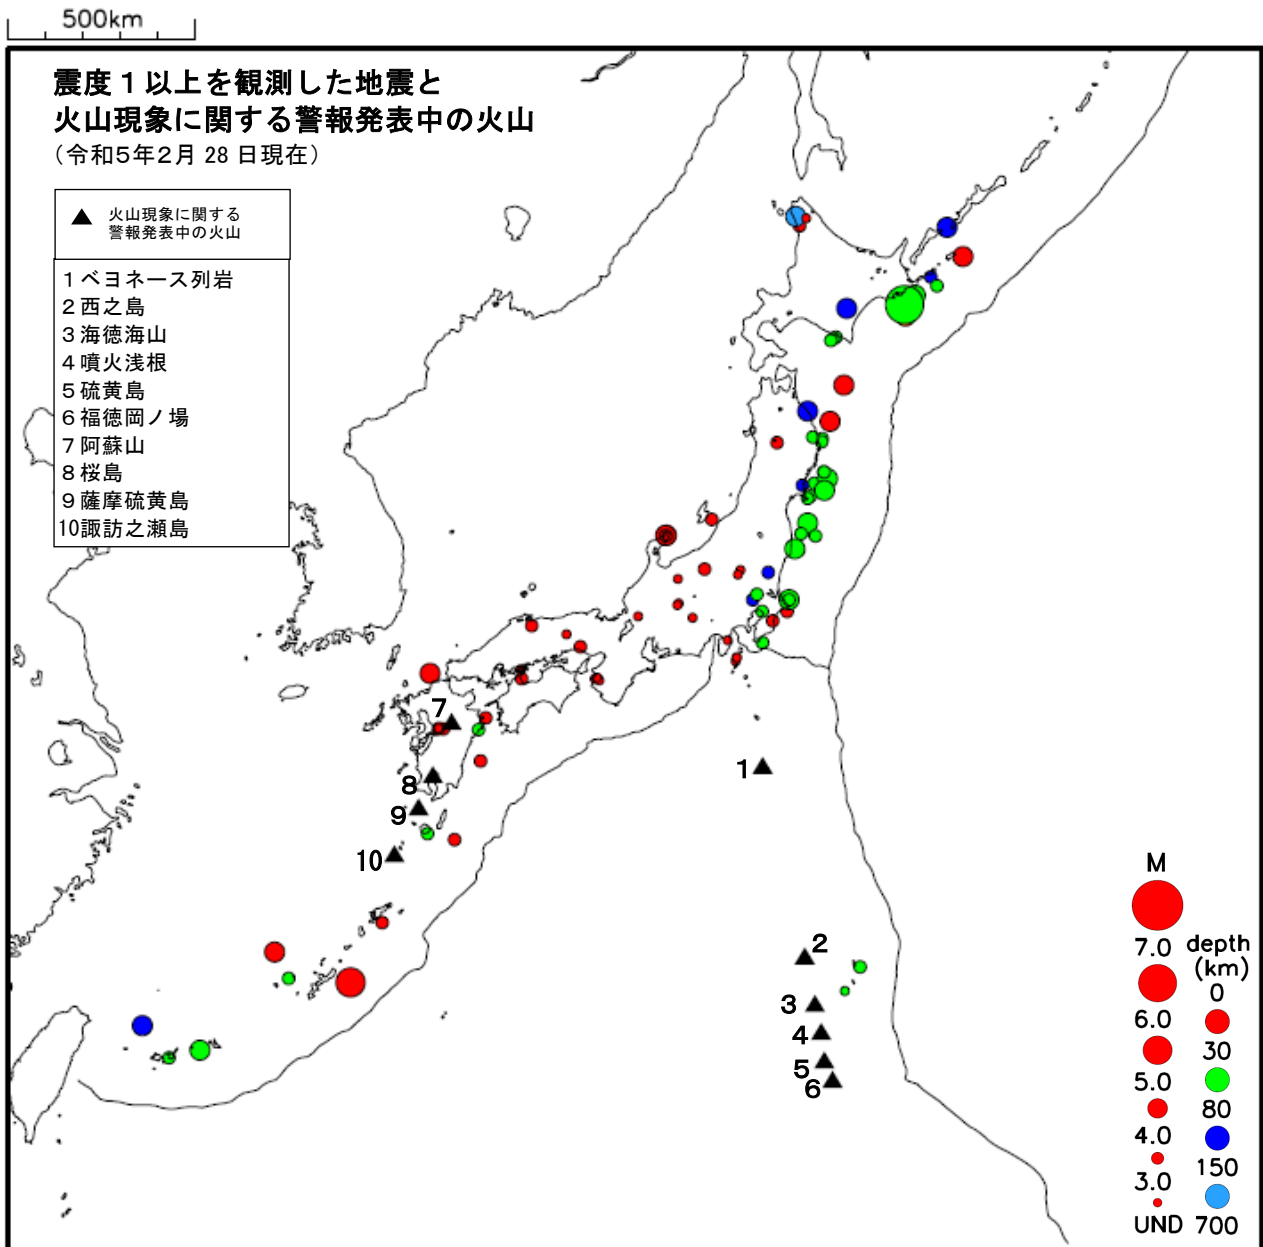 500km
震度１以上を観測した地震と
火山現象に関する警報発表中の火山
（令和5年2月 28 日現在）
▲ 火山現象に関する
警報発表中の火山
1 ベヨネース列岩
2 西之島
3 海徳海山
4 噴火浅根
5 硫黄島
6 福徳岡ノ場
7 阿蘇山
8 桜島
9 薩摩硫黄島
10 諏訪之瀬島
7
8
9
10
1
2
3
4
5
6
M
7.0
6.0
5.0
4.0
3.0
UND
depth
(km)
0
30
80
150
700